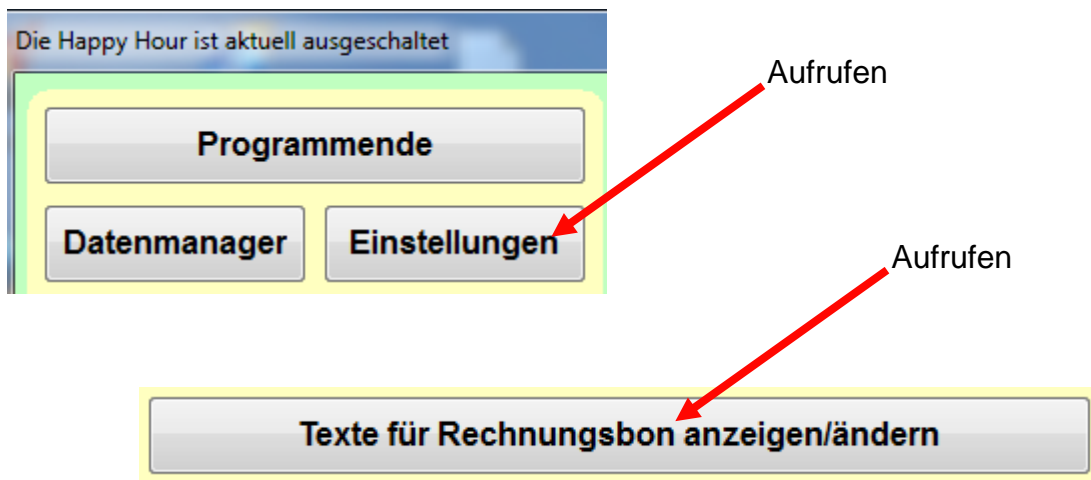 Die Happy Hour ist aktuell ausgeschaltet
Aufrufen
Programmende
Datenmanager
Einstellungen
Aufrufen
Texte für Rechnungsbon anzeigen/ändern